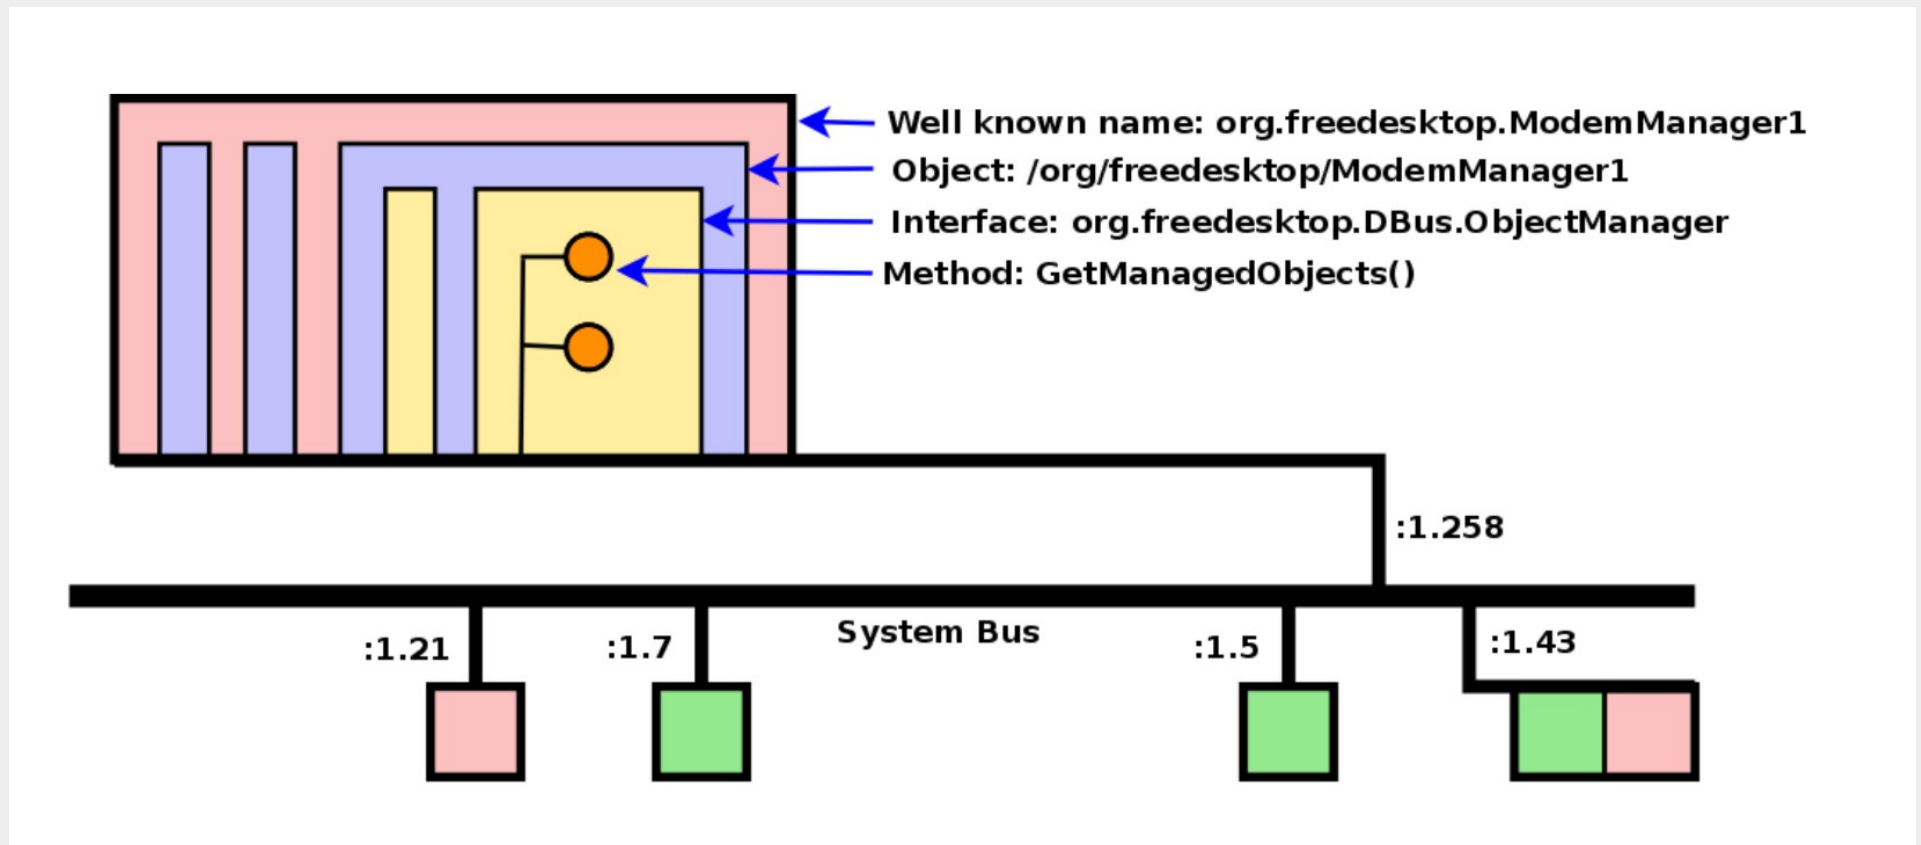 Well known name: org.freedesktop.ModemManager1
Object: /org/freedesktop/ModemManager1
Interface: org.freedesktop.DBus.ObjectManager
Method: GetManagedObjects()
:1.258
System Bus
:1.21
:1.7
:1.5
:1.43